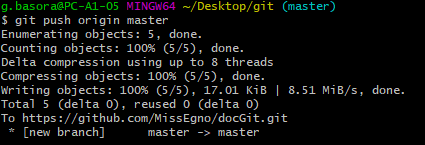 g.basora@PC-A1-05 MINGW64 ~/Desktop/git (master)
$ git push origin master
Enumerating objects: 5, done.
Counting objects: 100% (5/5), done.
Delta compression using up to 8 threads
Compressing objects: 100% (5/5), done.
Writing objects: 100% (5/5), 17.01 KiB | 8.51 MiB/s, done.
Total 5 (delta 0), reused 0 (delta 0)
To https://github.com/MissEgno/docGit.git
 * [new branch]      master -> master